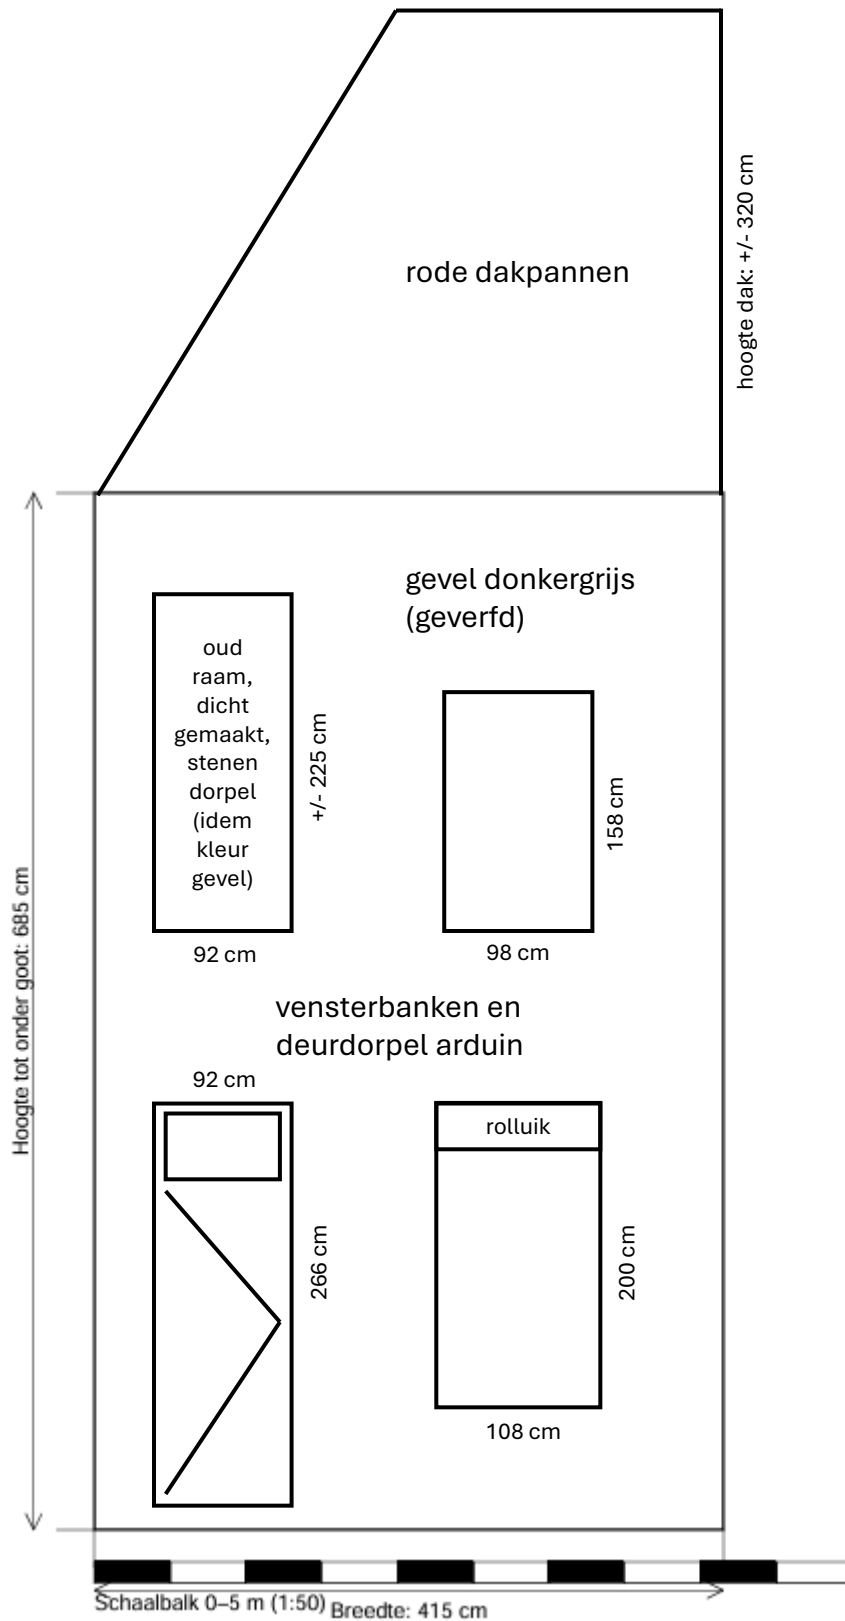 hoogte dak: +/- 320 cm
rode dakpannen
gevel donkergrijs
(geverfd)
oud
raam,
dicht
gemaakt,
stenen
dorpel
(idem
kleur
gevel)
+/- 225 cm
158 cm
92 cm
98 cm
Hoogte tot onder goot: 685 cm
vensterbanken en
deurdorpel arduin
92 cm
rolluik
266 cm
200 cm
108 cm
Schaalbalk 0–5 m (1:50)
Breedte: 415 cm